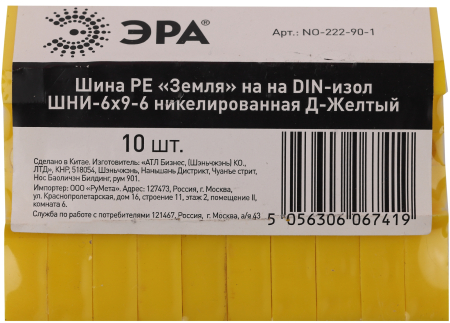 ЭРА®
Арт.: NO-222-90-1
Шина PE «Земля» на на DIN-изол
ШНИ-6х9-6 никелированная Д-Желтый
10 шт.
Сделано в Китае. Изготовитель: «АТЛ Бизнес, (Шэньчжэнь) КО.,
ЛТД», КНР, 518054, Шэньчжэнь, Наньшань Дистрикт, Чуанье стрит,
Нос Баоличэн Билдинг, рум 901.
Импортер: ООО «РуМета». Адрес: 127473, Россия, г. Москва,
ул. Краснопролетарская, дом 16, строение 11, этаж 2, помещение II,
комната 6.
Служба по работе с потребителями 121467, Россия, г. Москва, а/я 63
5 056306 067419